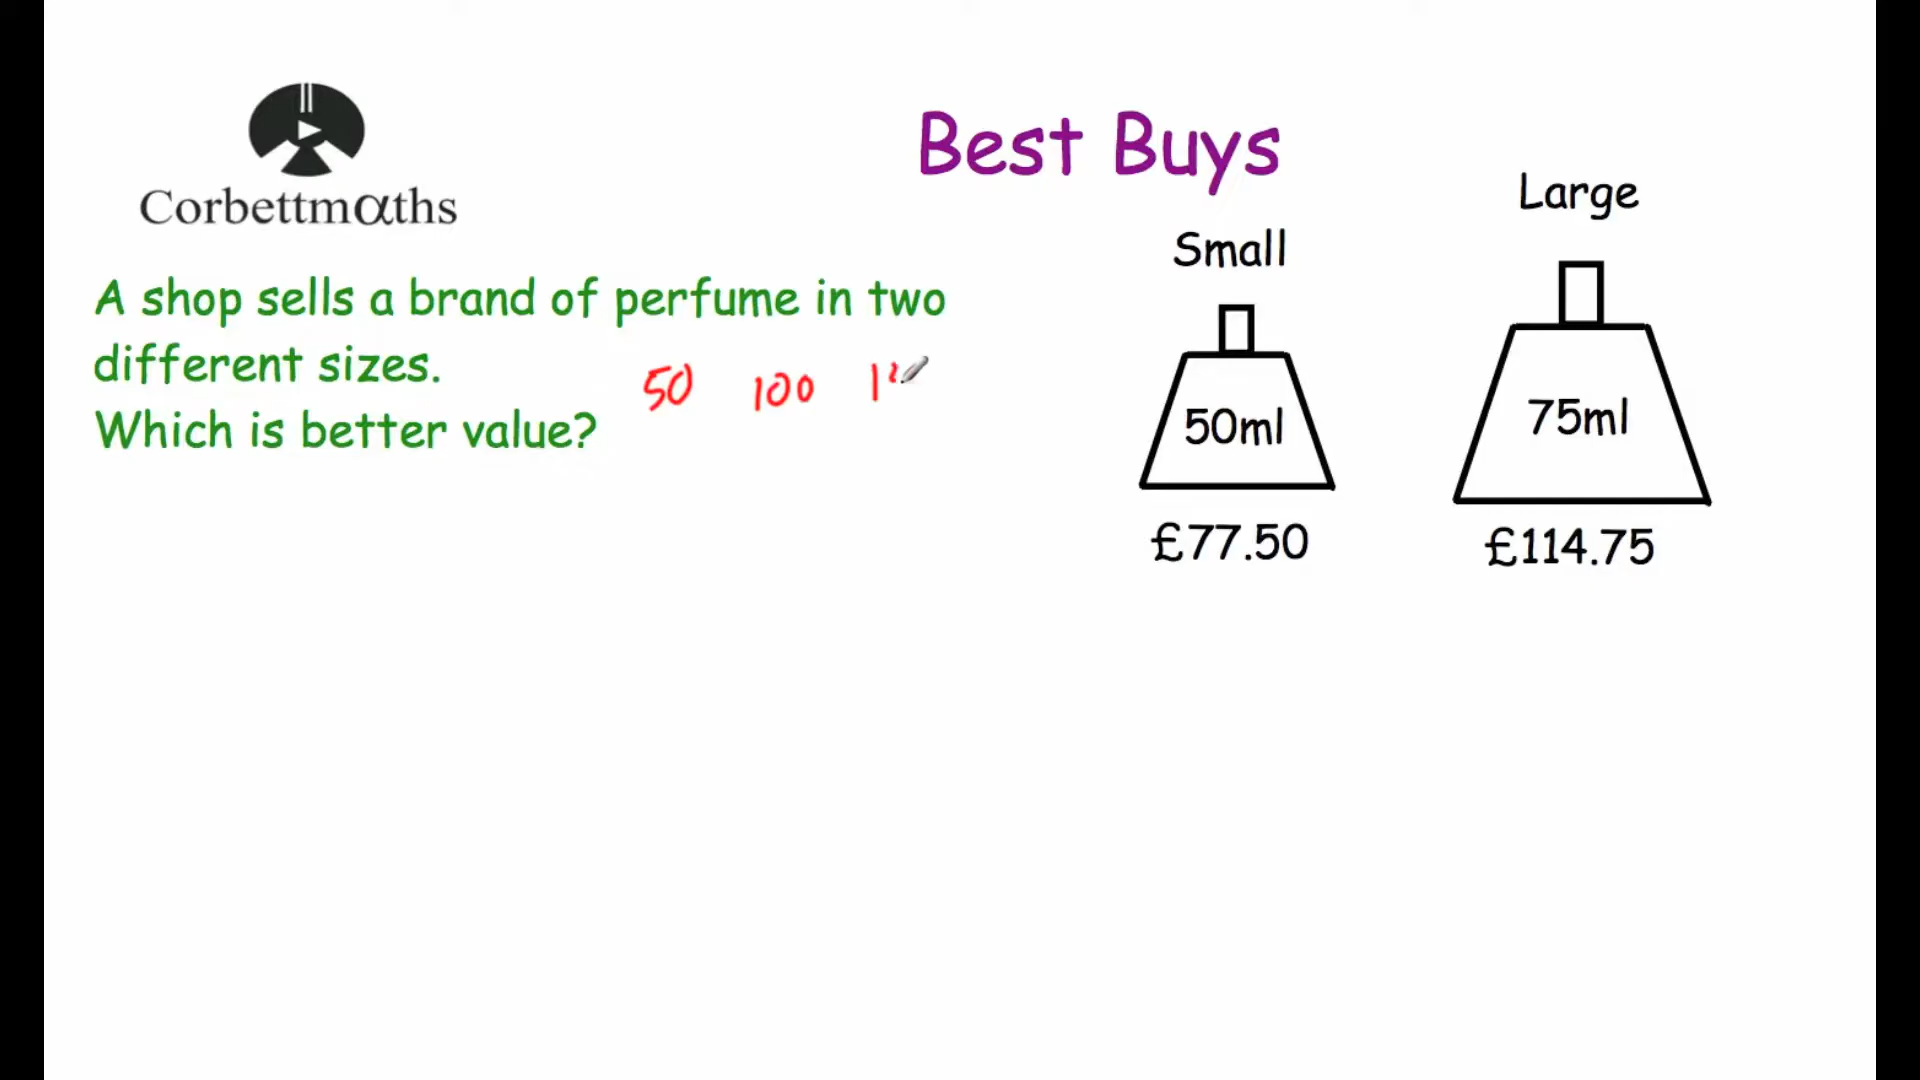 Corbettmαths
Best Buys
A shop sells a brand of perfume in two
different sizes.
Which is better value?
50 100
Small
50ml
£77.50
Large
75ml
£114.75